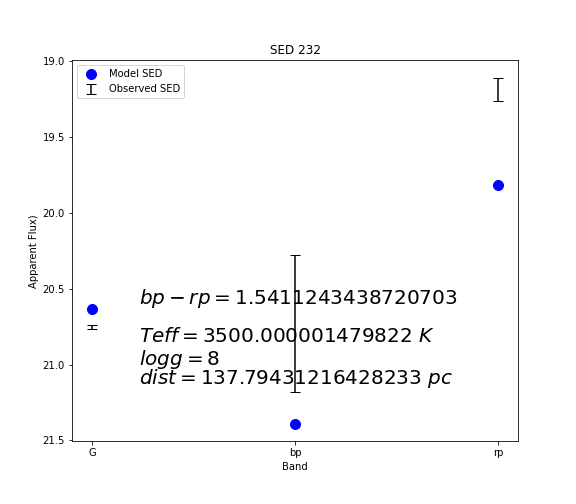 SED 232
19.0
Model SED
Observed SED
19.5
20.0
Apparent Flux)
20.5
bp − rp = 1.5411243438720703
Teff = 3500.000001479822 K
21.0
logg = 8
dist = 137.79431216428233 pc
21.5
G bp rp
Band